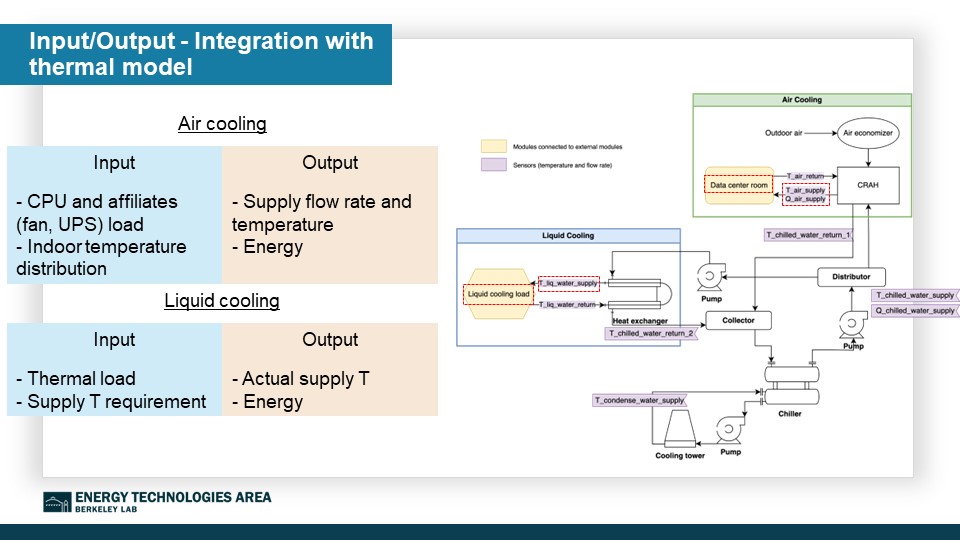 Input/Output - Integration with
thermal model
Air cooling
Input
Output
- CPU and affiliates
(fan, UPS) load
- Indoor temperature
distribution
- Supply flow rate and
temperature
- Energy
Liquid cooling
Input
Output
- Thermal load
- Supply T requirement
- Actual supply T
- Energy
Modules connected to external modules
Sensors (temperature and flow rate)
Air Cooling
Outdoor air
Air economizer
Data center room
T_air_return
T_air_supply
Q_air_supply
CRAH
T_chilled_water_return_1
Liquid Cooling
Liquid cooling load
T_liq_water_supply
T_liq_water_return
Heat exchanger
T_chilled_water_return_2
Pump
Distributor
Collector
T_chilled_water_supply
Q_chilled_water_supply
Pump
Chiller
T_condense_water_supply
Cooling tower
Pump
ENERGY TECHNOLOGIES AREA
BERKELEY LAB